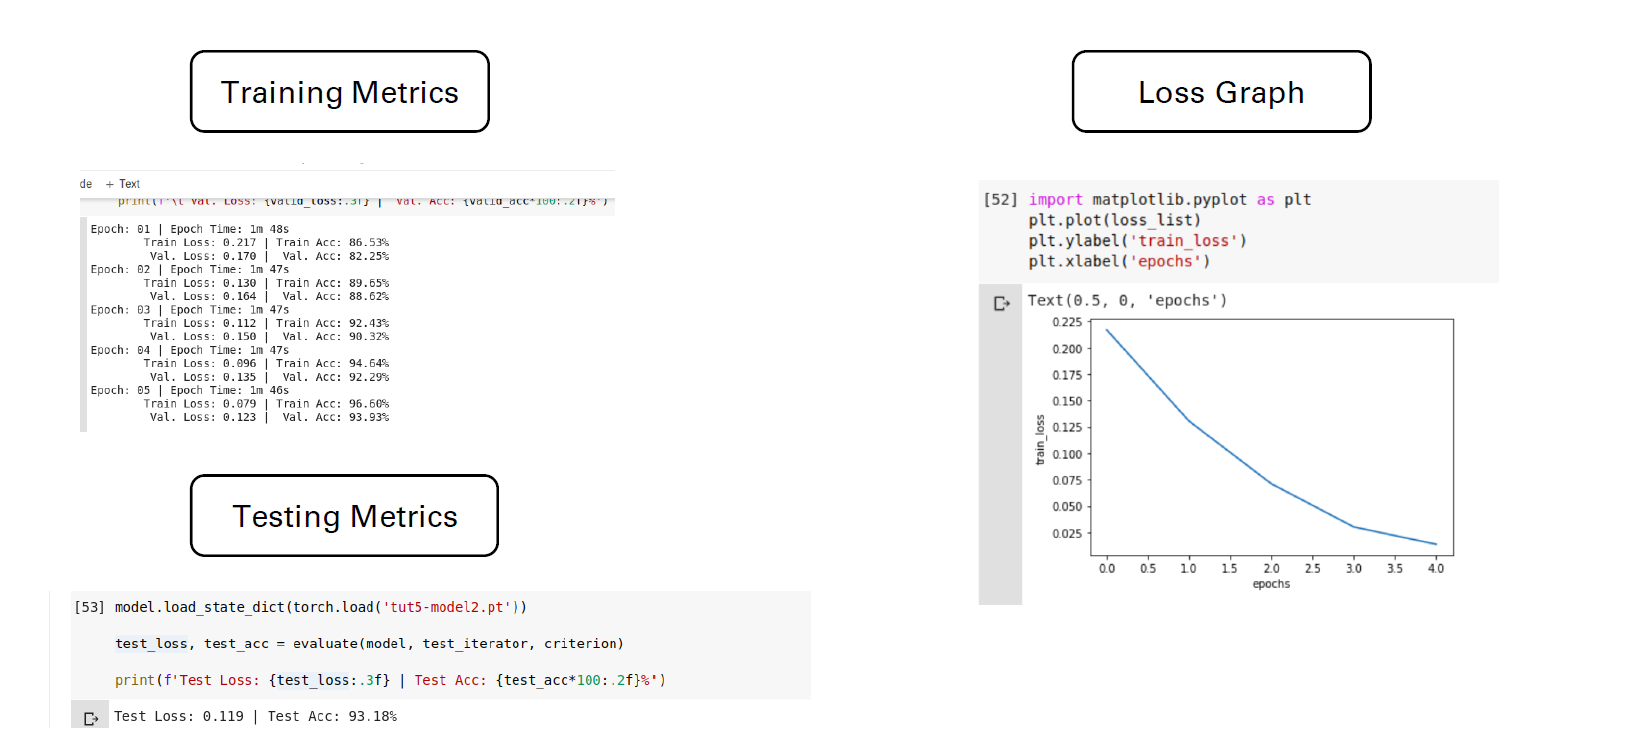 Training Metrics
de + Text
print(f'\t Val. Loss: {valid_loss:.3f} |  Val. Acc: {valid_acc*100:.2f}%')
Epoch: 01 | Epoch Time: 1m 48s
Train Loss: 0.217 | Train Acc: 86.53%
Val. Loss: 0.170 |  Val. Acc: 82.25%
Epoch: 02 | Epoch Time: 1m 47s
Train Loss: 0.130 | Train Acc: 89.65%
Val. Loss: 0.164 |  Val. Acc: 88.62%
Epoch: 03 | Epoch Time: 1m 47s
Train Loss: 0.112 | Train Acc: 92.43%
Val. Loss: 0.150 |  Val. Acc: 90.32%
Epoch: 04 | Epoch Time: 1m 47s
Train Loss: 0.096 | Train Acc: 94.64%
Val. Loss: 0.135 |  Val. Acc: 92.29%
Epoch: 05 | Epoch Time: 1m 46s
Train Loss: 0.079 | Train Acc: 96.60%
Val. Loss: 0.123 |  Val. Acc: 93.93%
Testing Metrics
[53] model.load_state_dict(torch.load('tut5-model2.pt'))
test_loss, test_acc = evaluate(model, test_iterator, criterion)
print(f'Test Loss: {test_loss:.3f} | Test Acc: {test_acc*100:.2f}%')
Test Loss: 0.119 | Test Acc: 93.18%
Loss Graph
[52] import matplotlib.pyplot as plt
plt.plot(loss_list)
plt.ylabel('train_loss')
plt.xlabel('epochs')
Text(0.5, 0, 'epochs')
0.225
0.200
0.175
0.150
0.125
0.100
0.075
0.050
0.025
train_loss
0.0 0.5 1.0 1.5 2.0 2.5 3.0 3.5 4.0
epochs